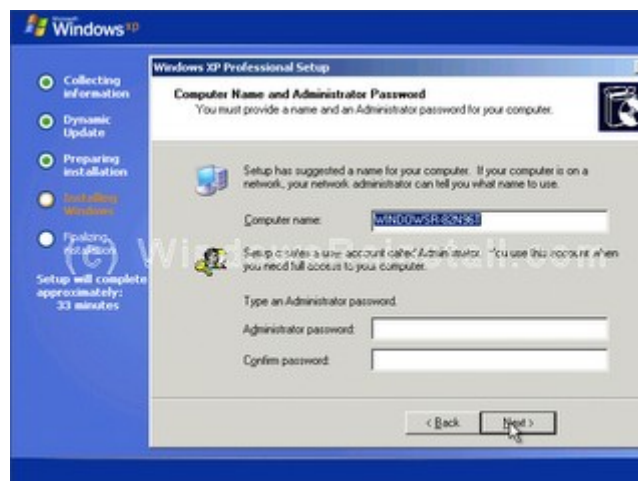 Microsoft
Windows xp
Collecting
information
Dynamic
Update
Preparing
installation
Installing
Windows
Finalizing
installation
Setup will complete
approximately:
33 minutes
Windows XP Professional Setup
Computer Name and Administrator Password
You must provide a name and an Administrator password for your computer.
Setup has suggested a name for your computer. If your computer is on a
network, your network administrator can tell you what name to use.
Computer name:
Setup creates a user account called Administrator. You use this account when
you need full access to your computer.
Type an Administrator password.
Administrator password:
Confirm password:
< Back
Next >
(c) WindowsReinstall.com